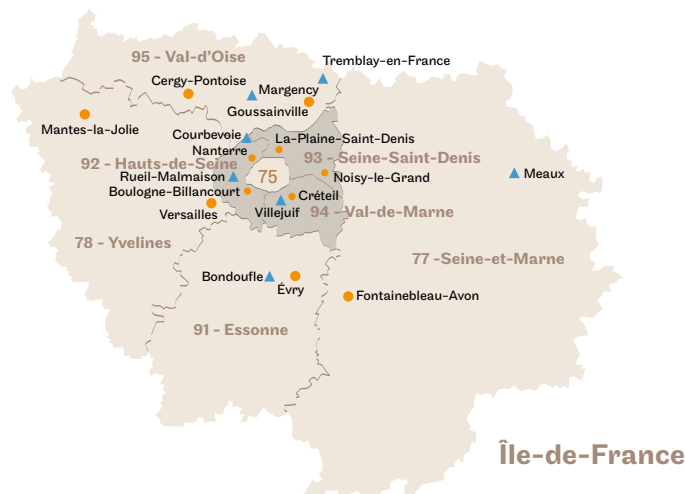 95 - Val-d'Oise
Tremblay-en-France
Cergy-Pontoise
Margency
Goussainville
Mantes-la-Jolie
Courbevoie
La-Plaine-Saint-Denis
Nanterre
92 - Hauts-de-Seine
93 - Seine-Saint-Denis
Rueil-Malmaison
75
Noisy-le-Grand
Meaux
Boulogne-Billancourt
Créteil
Versailles
Villejuif
94 - Val-de-Marne
78 - Yvelines
77 -Seine-et-Marne
Bondoufle
Évry
Fontainebleau-Avon
91 - Essonne
Île-de-France